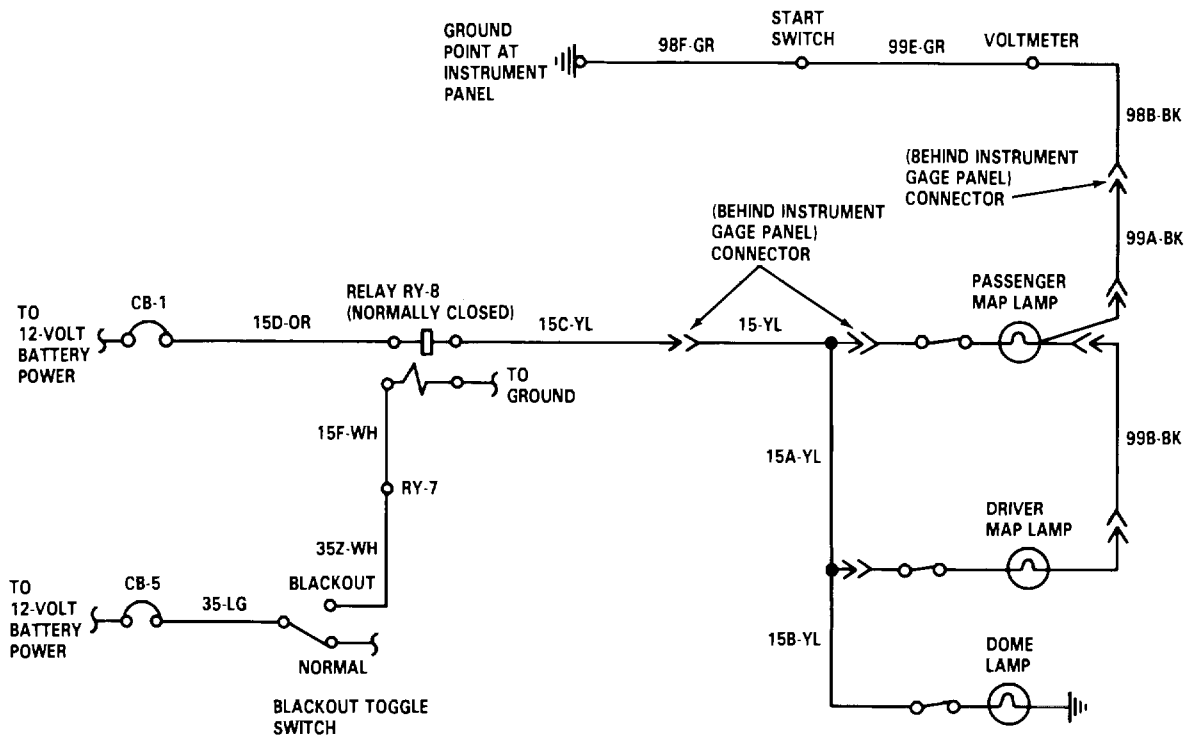 GROUND
POINT AT
INSTRUMENT
PANEL
98F-GR
START
SWITCH
99E-GR
VOLTMETER
98B-BK
(BEHIND INSTRUMENT
GAGE PANEL)
CONNECTOR
99A-BK
(BEHIND INSTRUMENT
GAGE PANEL)
CONNECTOR
PASSENGER
MAP LAMP
TO
12-VOLT
BATTERY
POWER
CB-1
15D-OR
RELAY RY-8
(NORMALLY CLOSED)
15C-YL
15-YL
TO
GROUND
15F-WH
RY-7
15A-YL
99B-BK
DRIVER
MAP LAMP
35Z-WH
BLACKOUT
TO
12-VOLT
BATTERY
POWER
CB-5
35-LG
NORMAL
BLACKOUT TOGGLE
SWITCH
15B-YL
DOME
LAMP